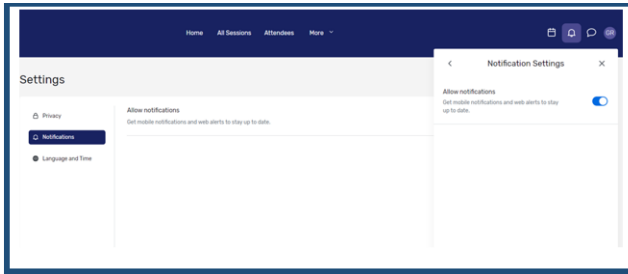 Home All Sessions Attendees More
GR
Settings
Privacy
Notifications
Language and Time
Allow notifications
Get mobile notifications and web alerts to stay up to date.
Notification Settings
Allow notifications
Get mobile notifications and web alerts to stay
up to date.